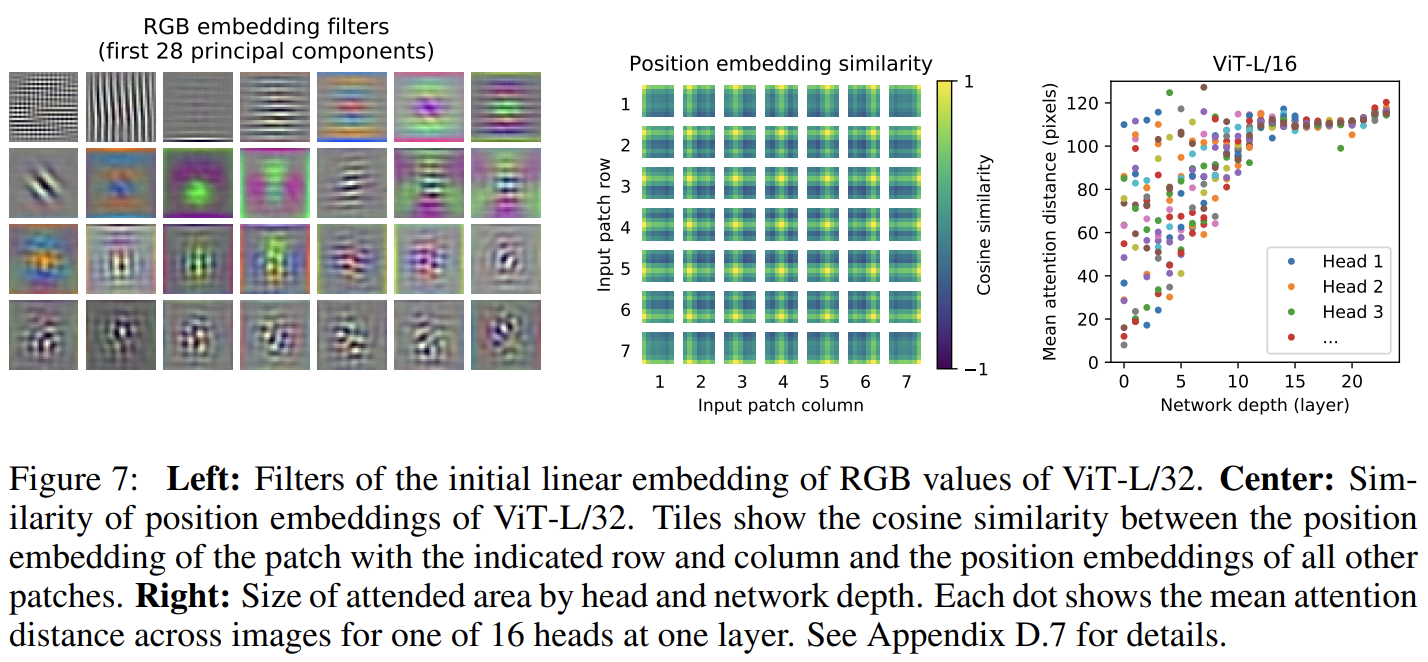 RGB embedding filters
(first 28 principal components)
Position embedding similarity
1
2
3
4
5
6
7
Input patch row
1 2 3 4 5 6 7
Input patch column
1
−1
Cosine similarity
ViT-L/16
Mean attention distance (pixels)
120
100
80
60
40
20
0
Head 1
Head 2
Head 3
...
0 5 10 15 20
Network depth (layer)
Figure 7: Left: Filters of the initial linear embedding of RGB values of ViT-L/32. Center: Sim-
ilarity of position embeddings of ViT-L/32. Tiles show the cosine similarity between the position
embedding of the patch with the indicated row and column and the position embeddings of all other
patches. Right: Size of attended area by head and network depth. Each dot shows the mean attention
distance across images for one of 16 heads at one layer. See Appendix D.7 for details.